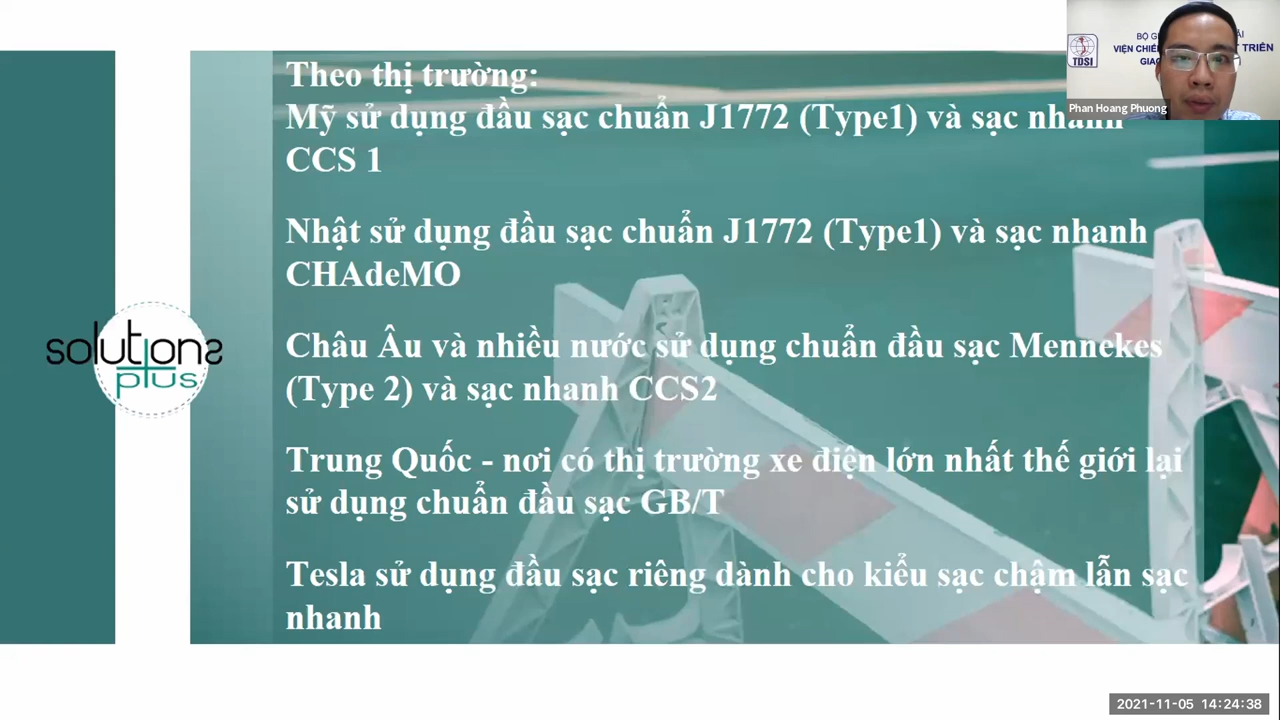 Theo thị trường:
Mỹ sử dụng đầu sạc chuẩn J1772 (Type1) và sạc nhanh
CCS 1
Nhật sử dụng đầu sạc chuẩn J1772 (Type1) và sạc nhanh
CHAdeMO
Châu Âu và nhiều nước sử dụng chuẩn đầu sạc Mennekes
(Type 2) và sạc nhanh CCS2
Trung Quốc - nơi có thị trường xe điện lớn nhất thế giới lại
sử dụng chuẩn đầu sạc GB/T
Tesla sử dụng đầu sạc riêng dành cho kiểu sạc chậm lẫn sạc
nhanh
solutions
plus
BỘ
VIỆN
TRIỂN
TDSI
Phan Hoang Phuong
2021-11-05 14:24:38